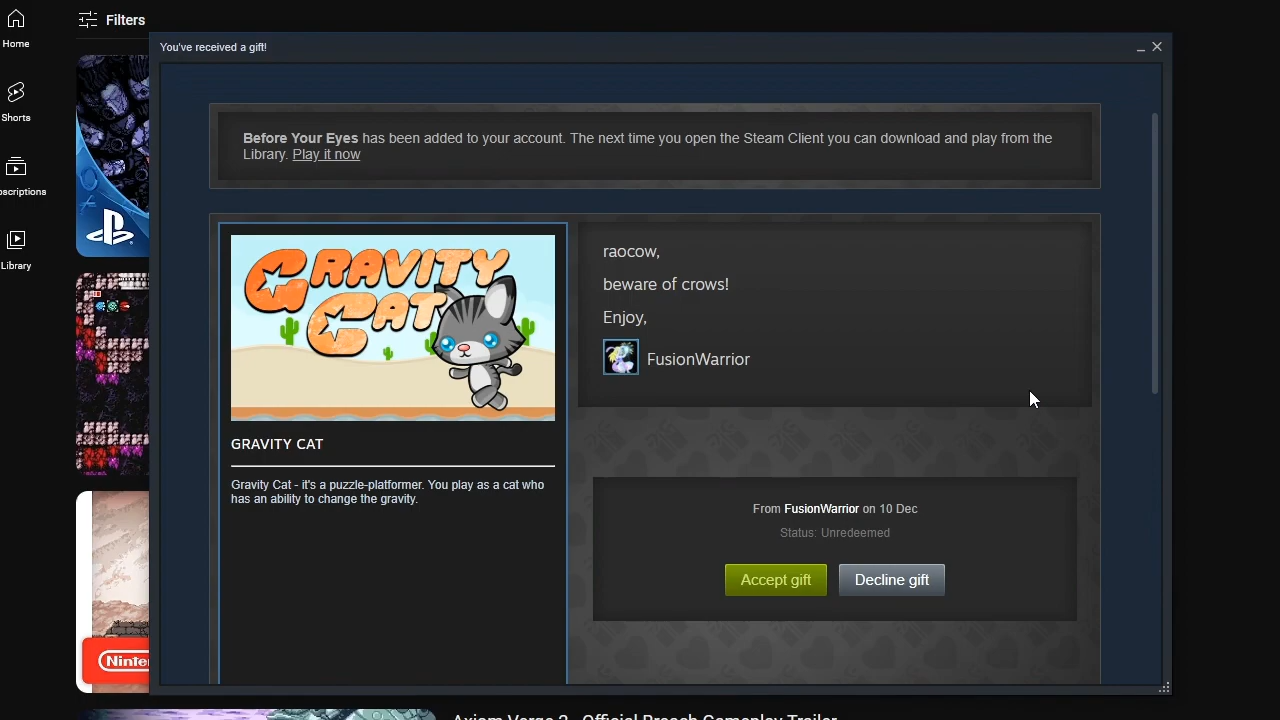 Filters
Home
You've received a gift!
Before Your Eyes has been added to your account. The next time you open the Steam Client you can download and play from the
Library. Play it now
Shorts
scriptions
Library
GRAVITY
CAT
raocow,
beware of crows!
Enjoy,
FusionWarrior
GRAVITY CAT
Gravity Cat - it's a puzzle-platformer. You play as a cat who
has an ability to change the gravity.
From FusionWarrior on 10 Dec
Status: Unredeemed
Accept gift
Decline gift
Ninte
Axiom Verge 2 - Official Breach Gameplay Trailer